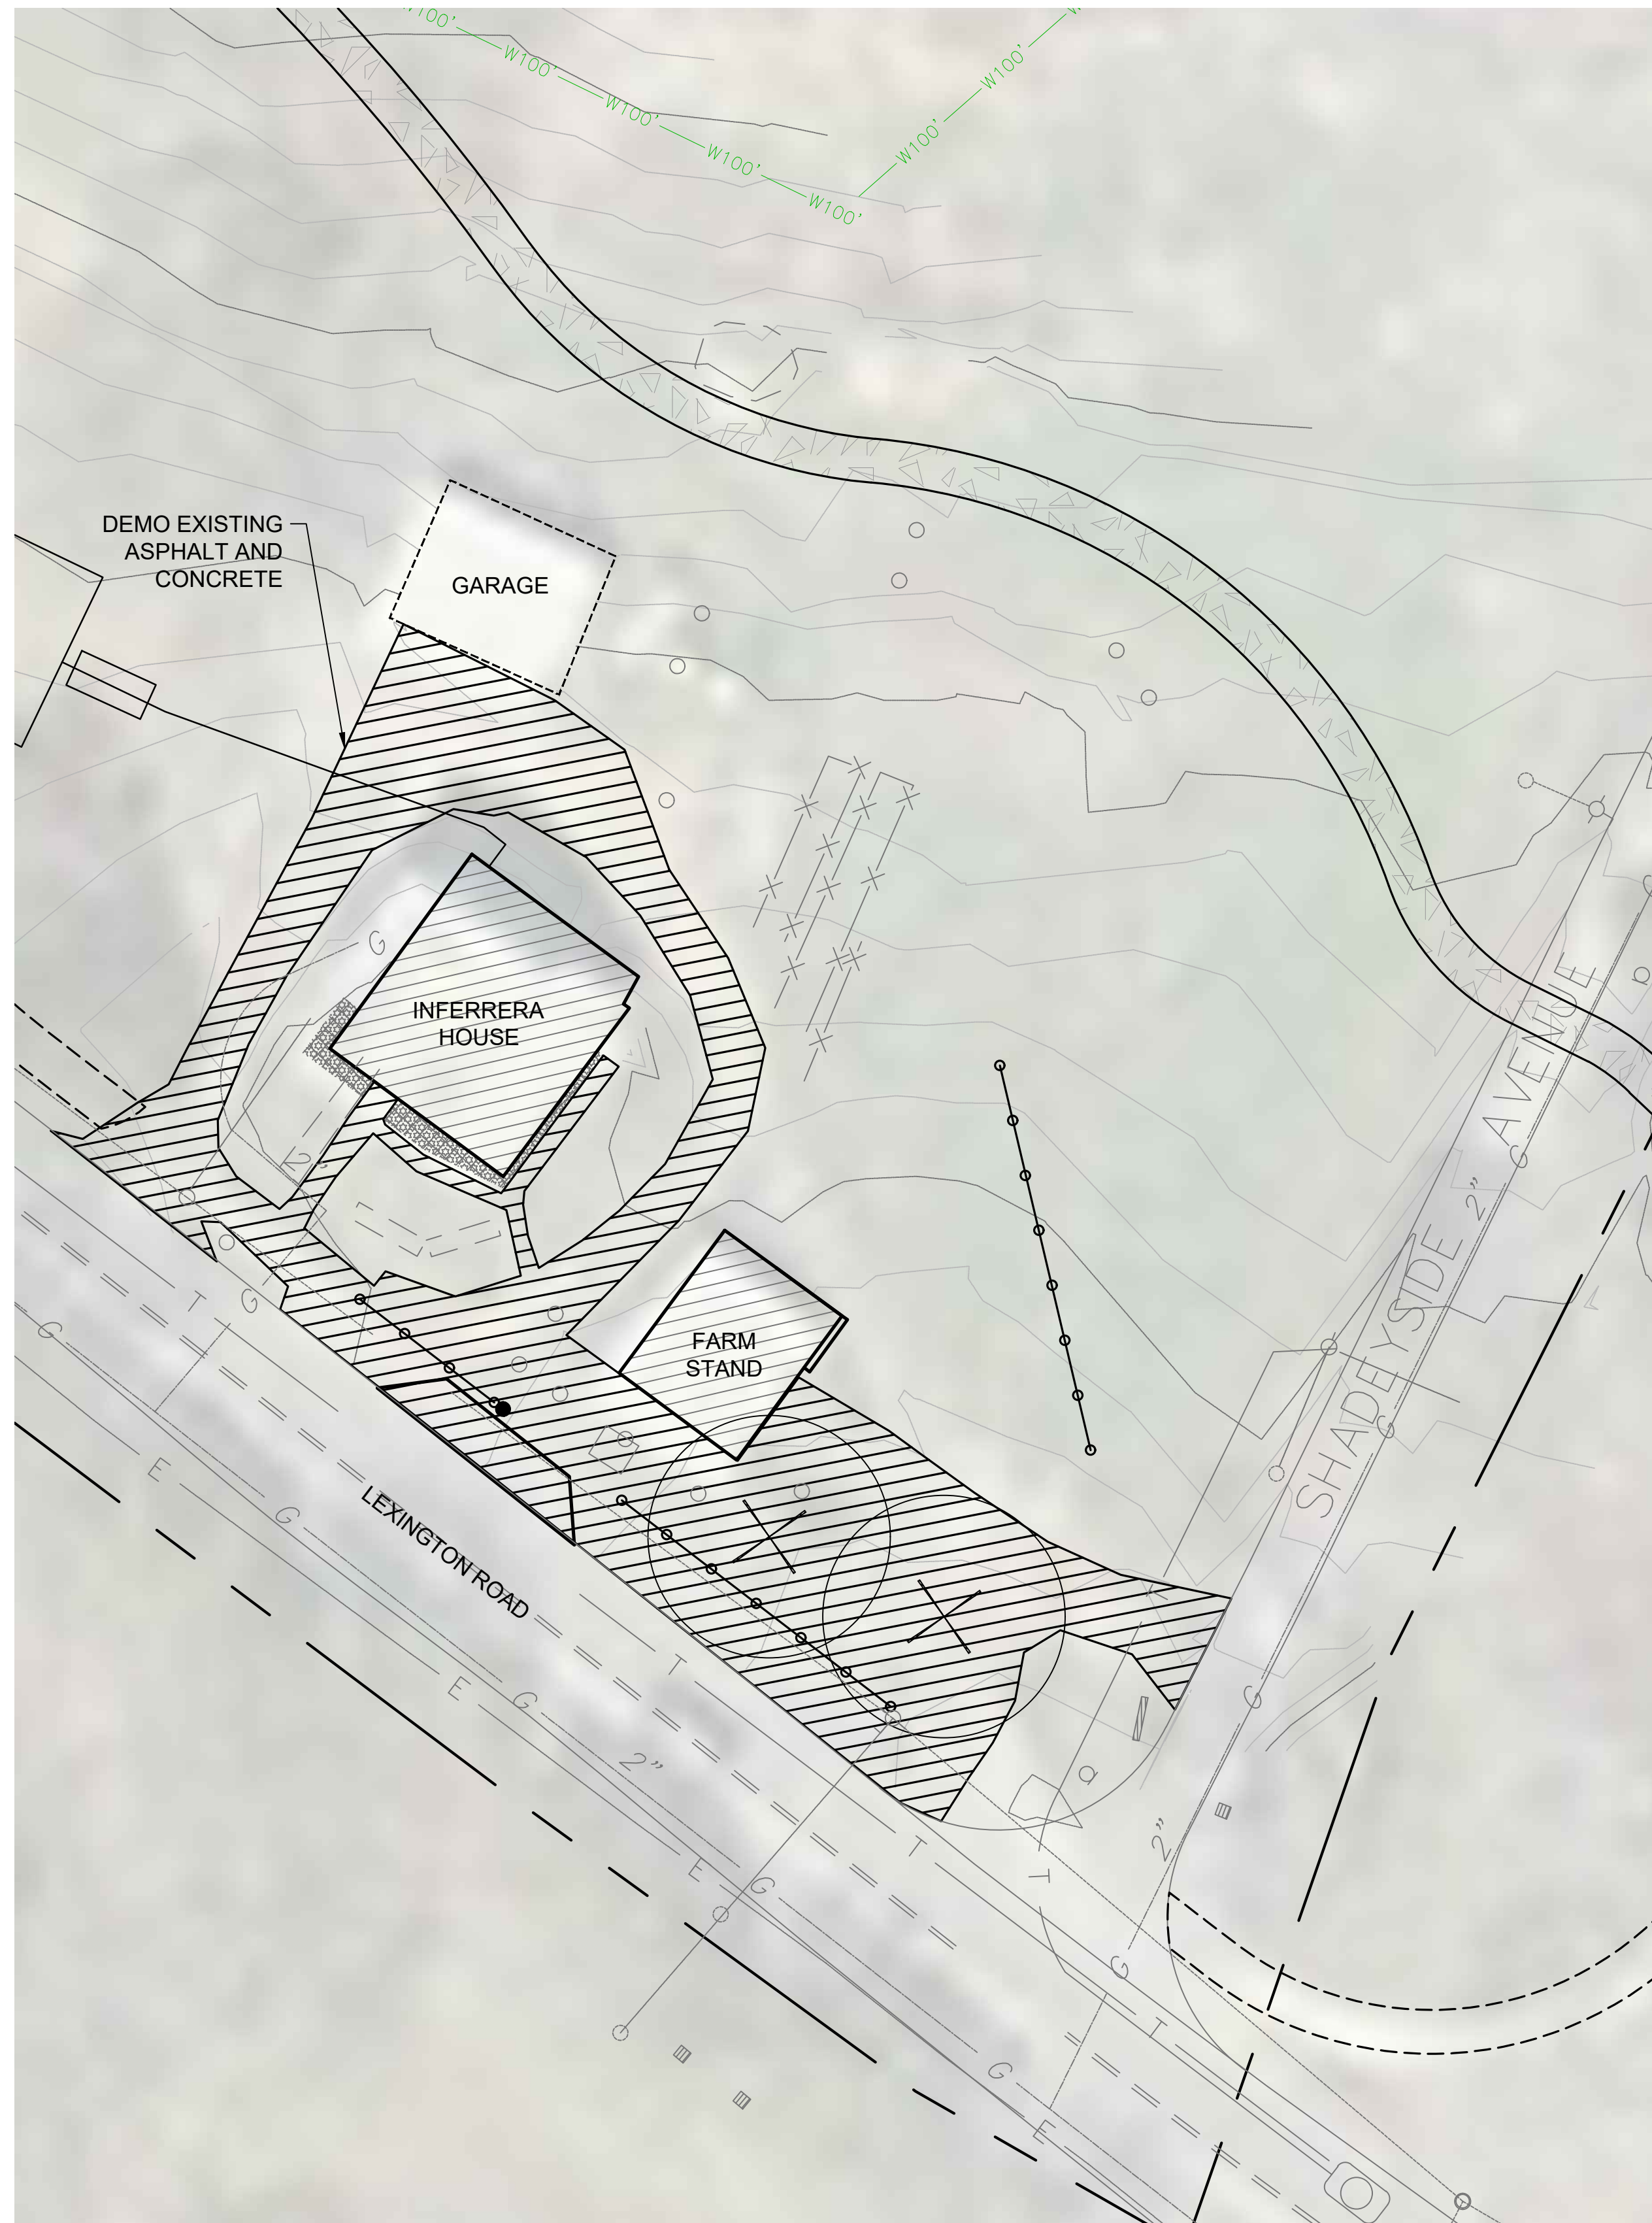 W100'
W100'
W100'
W100'
W100'
W100'
W100'
DEMO EXISTING
ASPHALT AND
CONCRETE
GARAGE
G
INFERRERA
HOUSE
12"
FARM
STAND
SHADEYSIDE AVENUE
2"
G
G
G
G
T
G
G
E
G
LEXINGTON ROAD
E
G
T
2"
E
G
T
T
2"
G
T
G
E